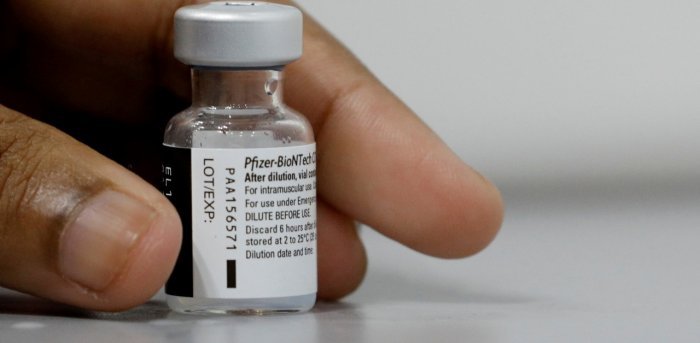 Pfizer-BioNTech
After dilution, vial
For intramuscular use.
For use under
DILUTE BEFORE USE.
Discard 6 hours after
stored at 2 to 25°C
Dilution date and time:
PAA156571
LOT/EXP: